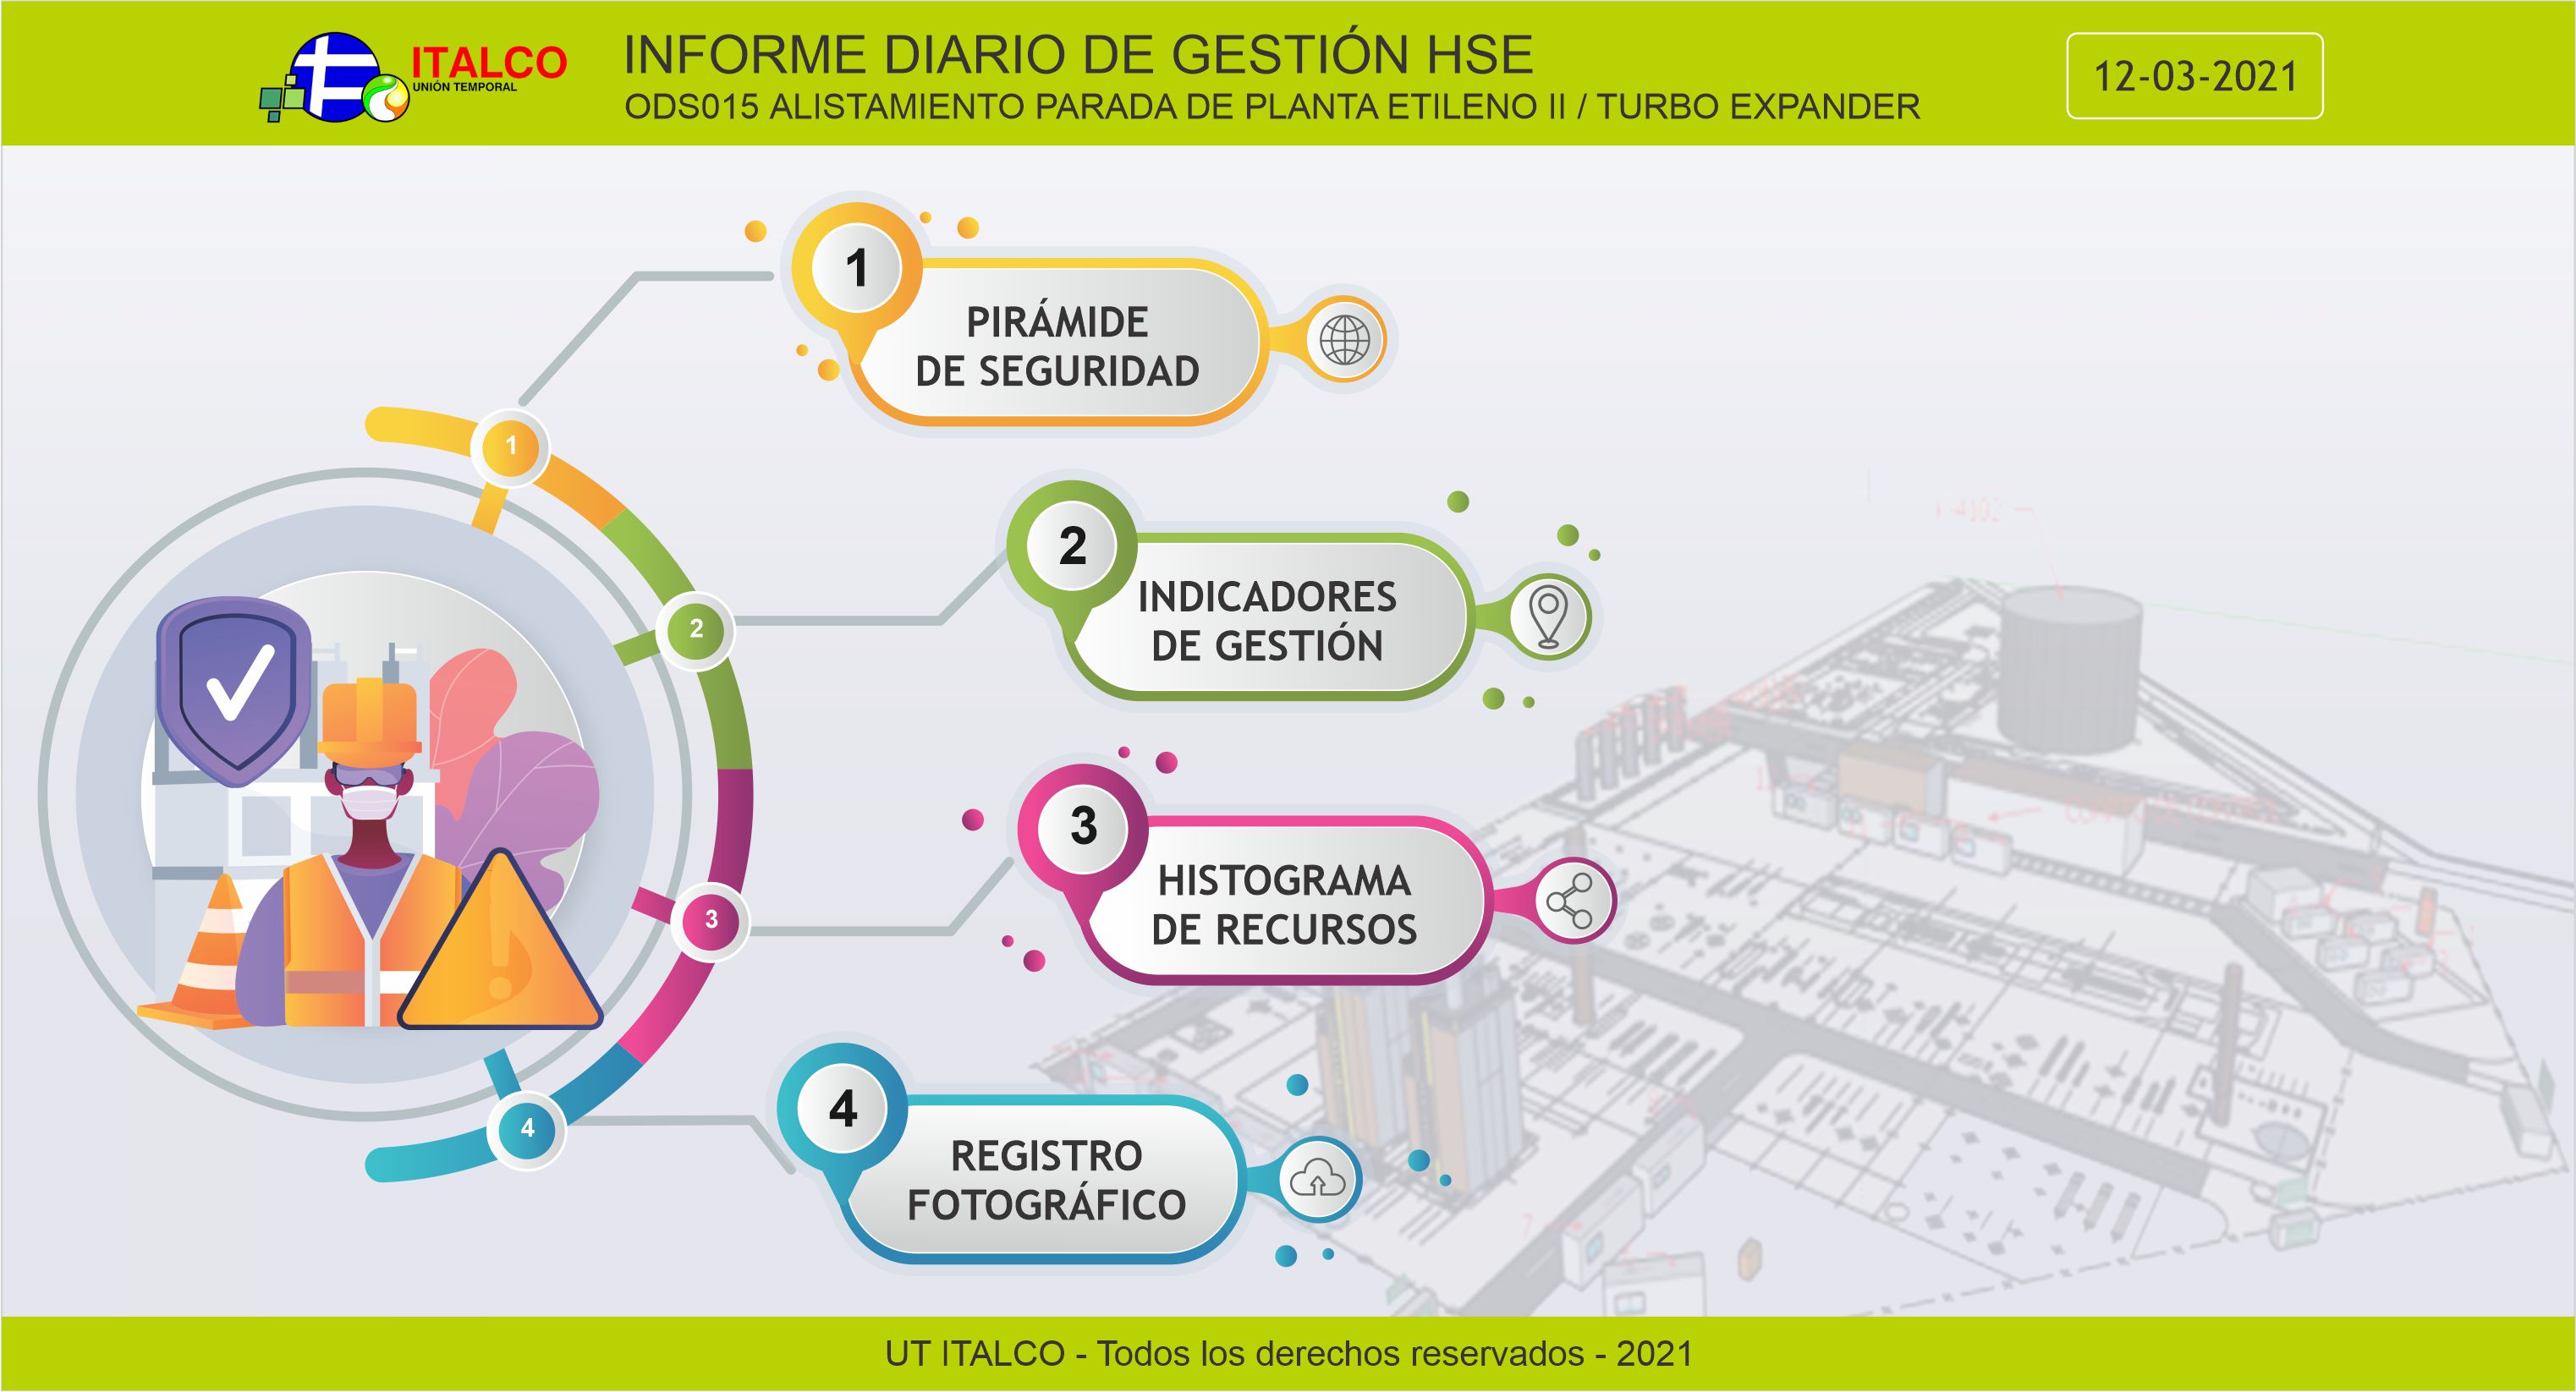 ITALCO
UNIÓN TEMPORAL
INFORME DIARIO DE GESTIÓN HSE
ODS015 ALISTAMIENTO PARADA DE PLANTA ETILENO II / TURBO EXPANDER
12-03-2021
1
PIRÁMIDE
DE SEGURIDAD
1
2
INDICADORES
DE GESTIÓN
2
3
HISTOGRAMA
DE RECURSOS
3
4
REGISTRO
FOTOGRÁFICO
4
UT ITALCO - Todos los derechos reservados - 2021